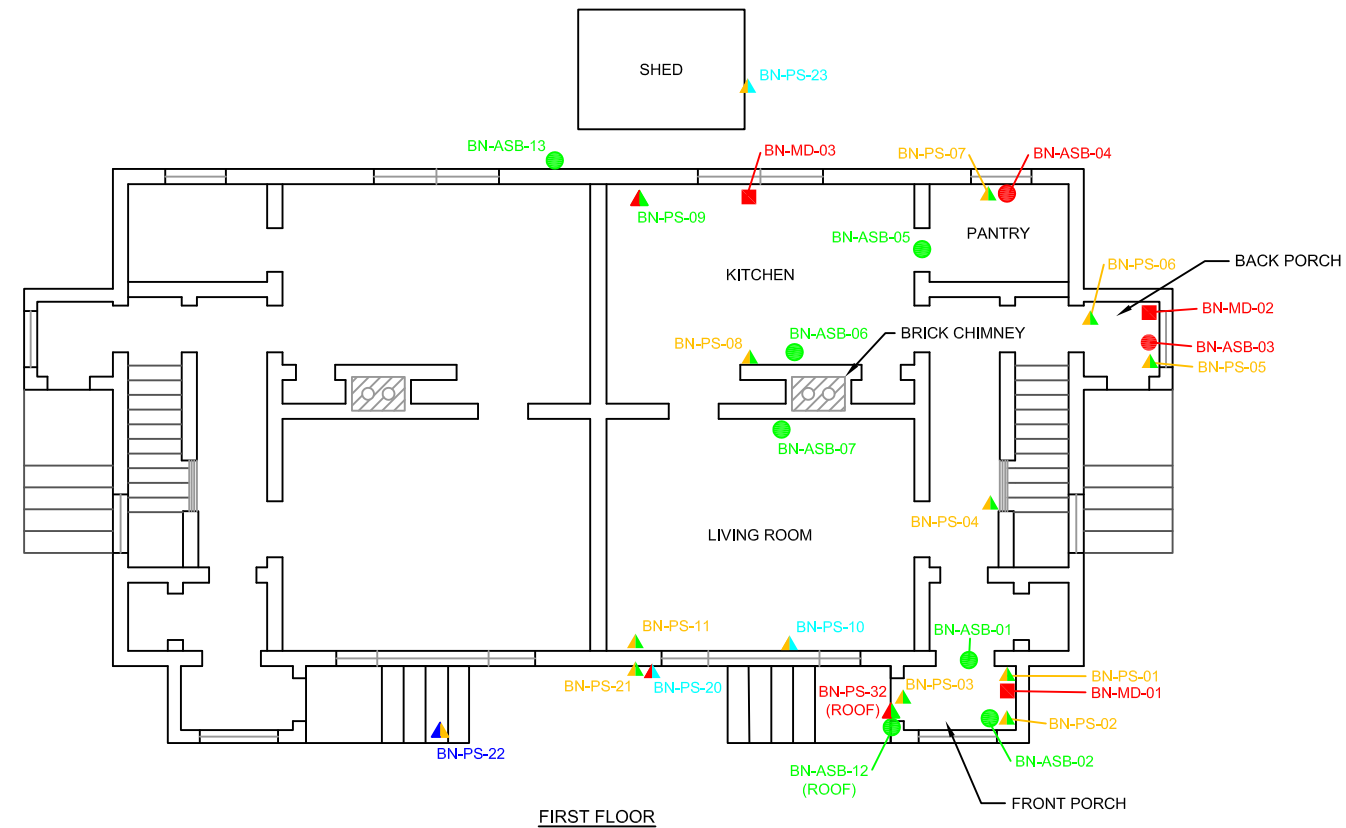 SHED
BN-PS-23
BN-ASB-13
BN-MD-03
BN-PS-07
BN-ASB-04
BN-PS-09
BN-ASB-05
PANTRY
KITCHEN
BN-PS-06
BACK PORCH
BN-MD-02
BN-ASB-06
BRICK CHIMNEY
BN-PS-08
BN-ASB-03
BN-PS-05
BN-ASB-07
BN-PS-04
LIVING ROOM
BN-PS-11
BN-PS-10
BN-ASB-01
BN-PS-21
BN-PS-20
BN-PS-32
(ROOF)
BN-PS-03
BN-PS-01
BN-MD-01
BN-PS-02
BN-PS-22
BN-ASB-12
(ROOF)
BN-ASB-02
FRONT PORCH
FIRST FLOOR